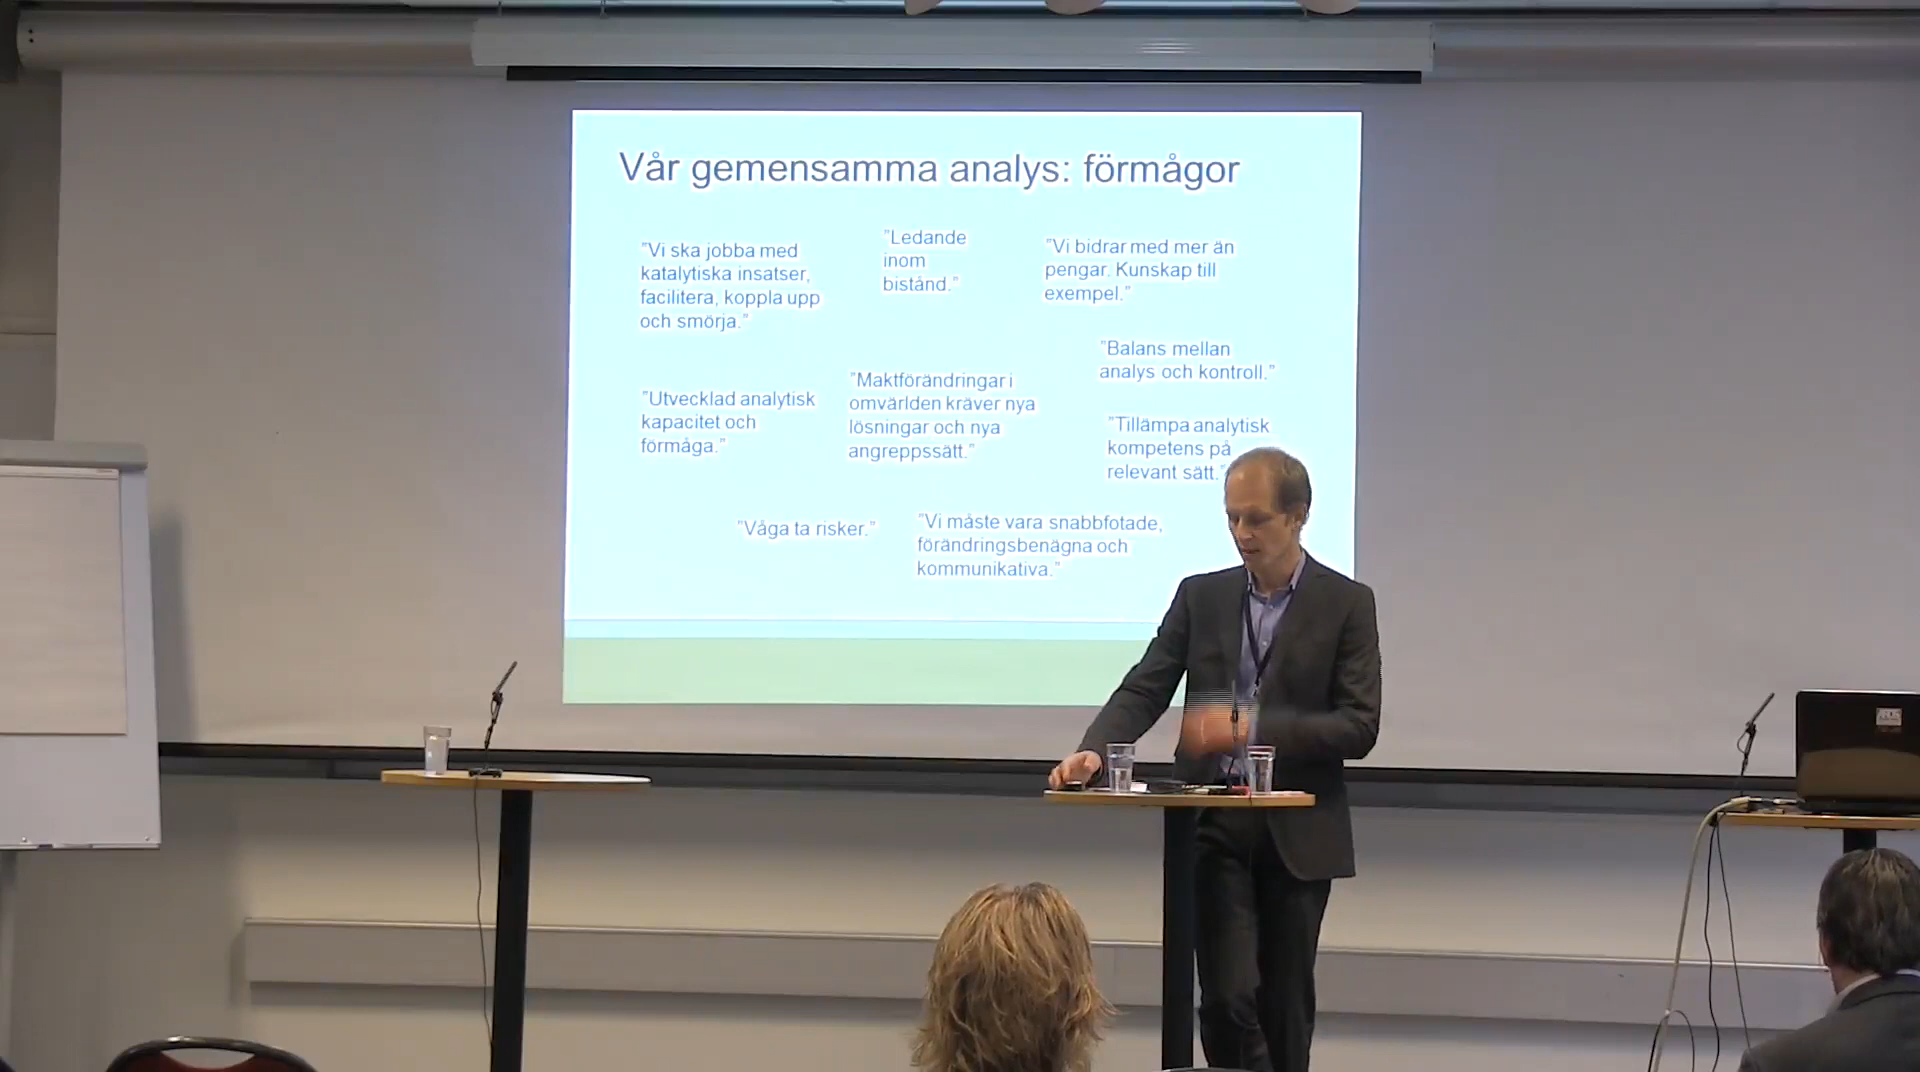 Vår gemensamma analys: förmågor
"Vi ska jobba med
katalytiska insatser,
facilitera, koppla upp
och smörja."
"Ledande
inom
bistånd."
"Vi bidrar med mer än
pengar. Kunskap till
exempel."
"Balans mellan
analys och kontroll."
"Utvecklad analytisk
kapacitet och
förmåga."
"Maktförändringar i
omvärlden kräver nya
lösningar och nya
angreppssätt."
"Tillämpa analytisk
kompetens på
relevant sätt."
"Våga ta risker."
"Vi måste vara snabbfotade,
förändringsbenägna och
kommunikativa."